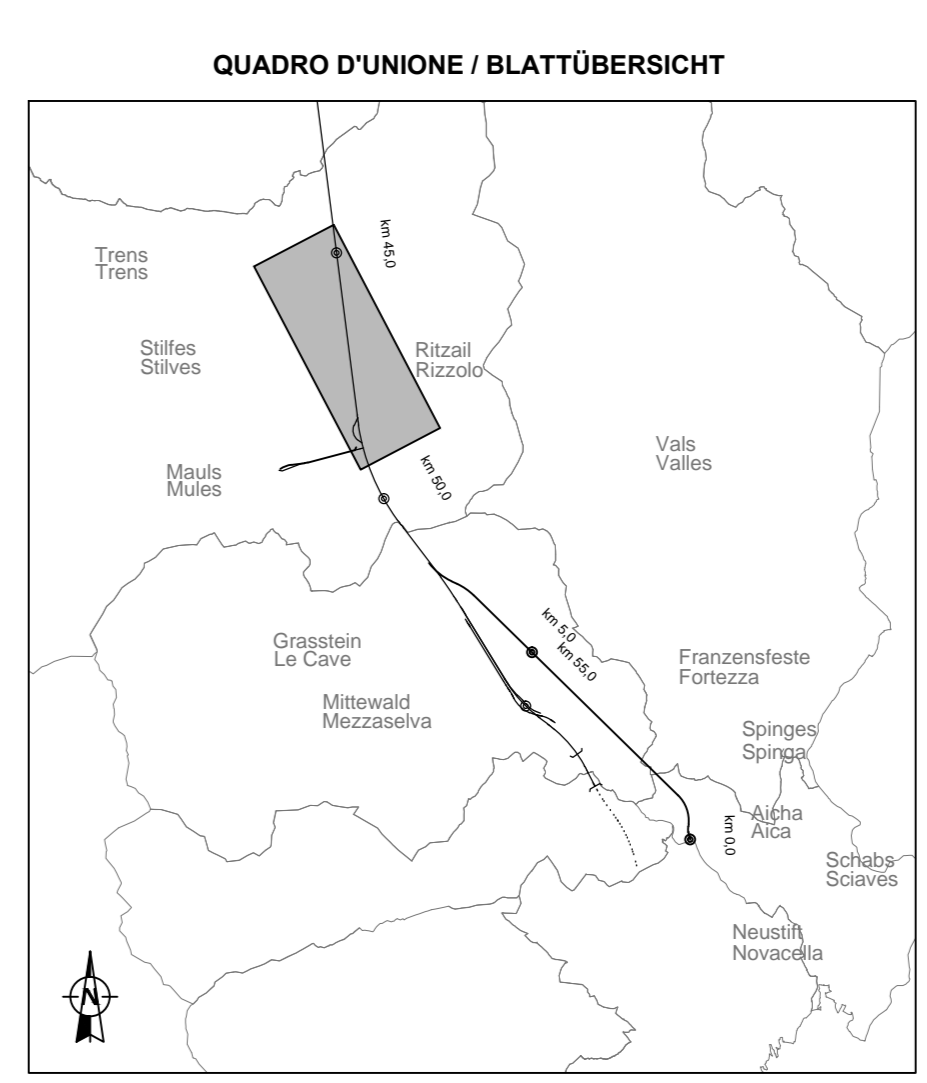 QUADRO D'UNIONE / BLATTÜBERSICHT
km 45,0
Trens
Trens
Stilfes
Stilves
Ritzail
Rizzolo
Mauls
Mules
km 50,0
Vals
Valles
km 5,0
km 55,0
Grasstein
Le Cave
Mittewald
Mezzaselva
Franzensfeste
Fortezza
Spinges
Spinga
Aicha
Aica
km 0,0
Schabs
Sciaves
Neustift
Novacella
N